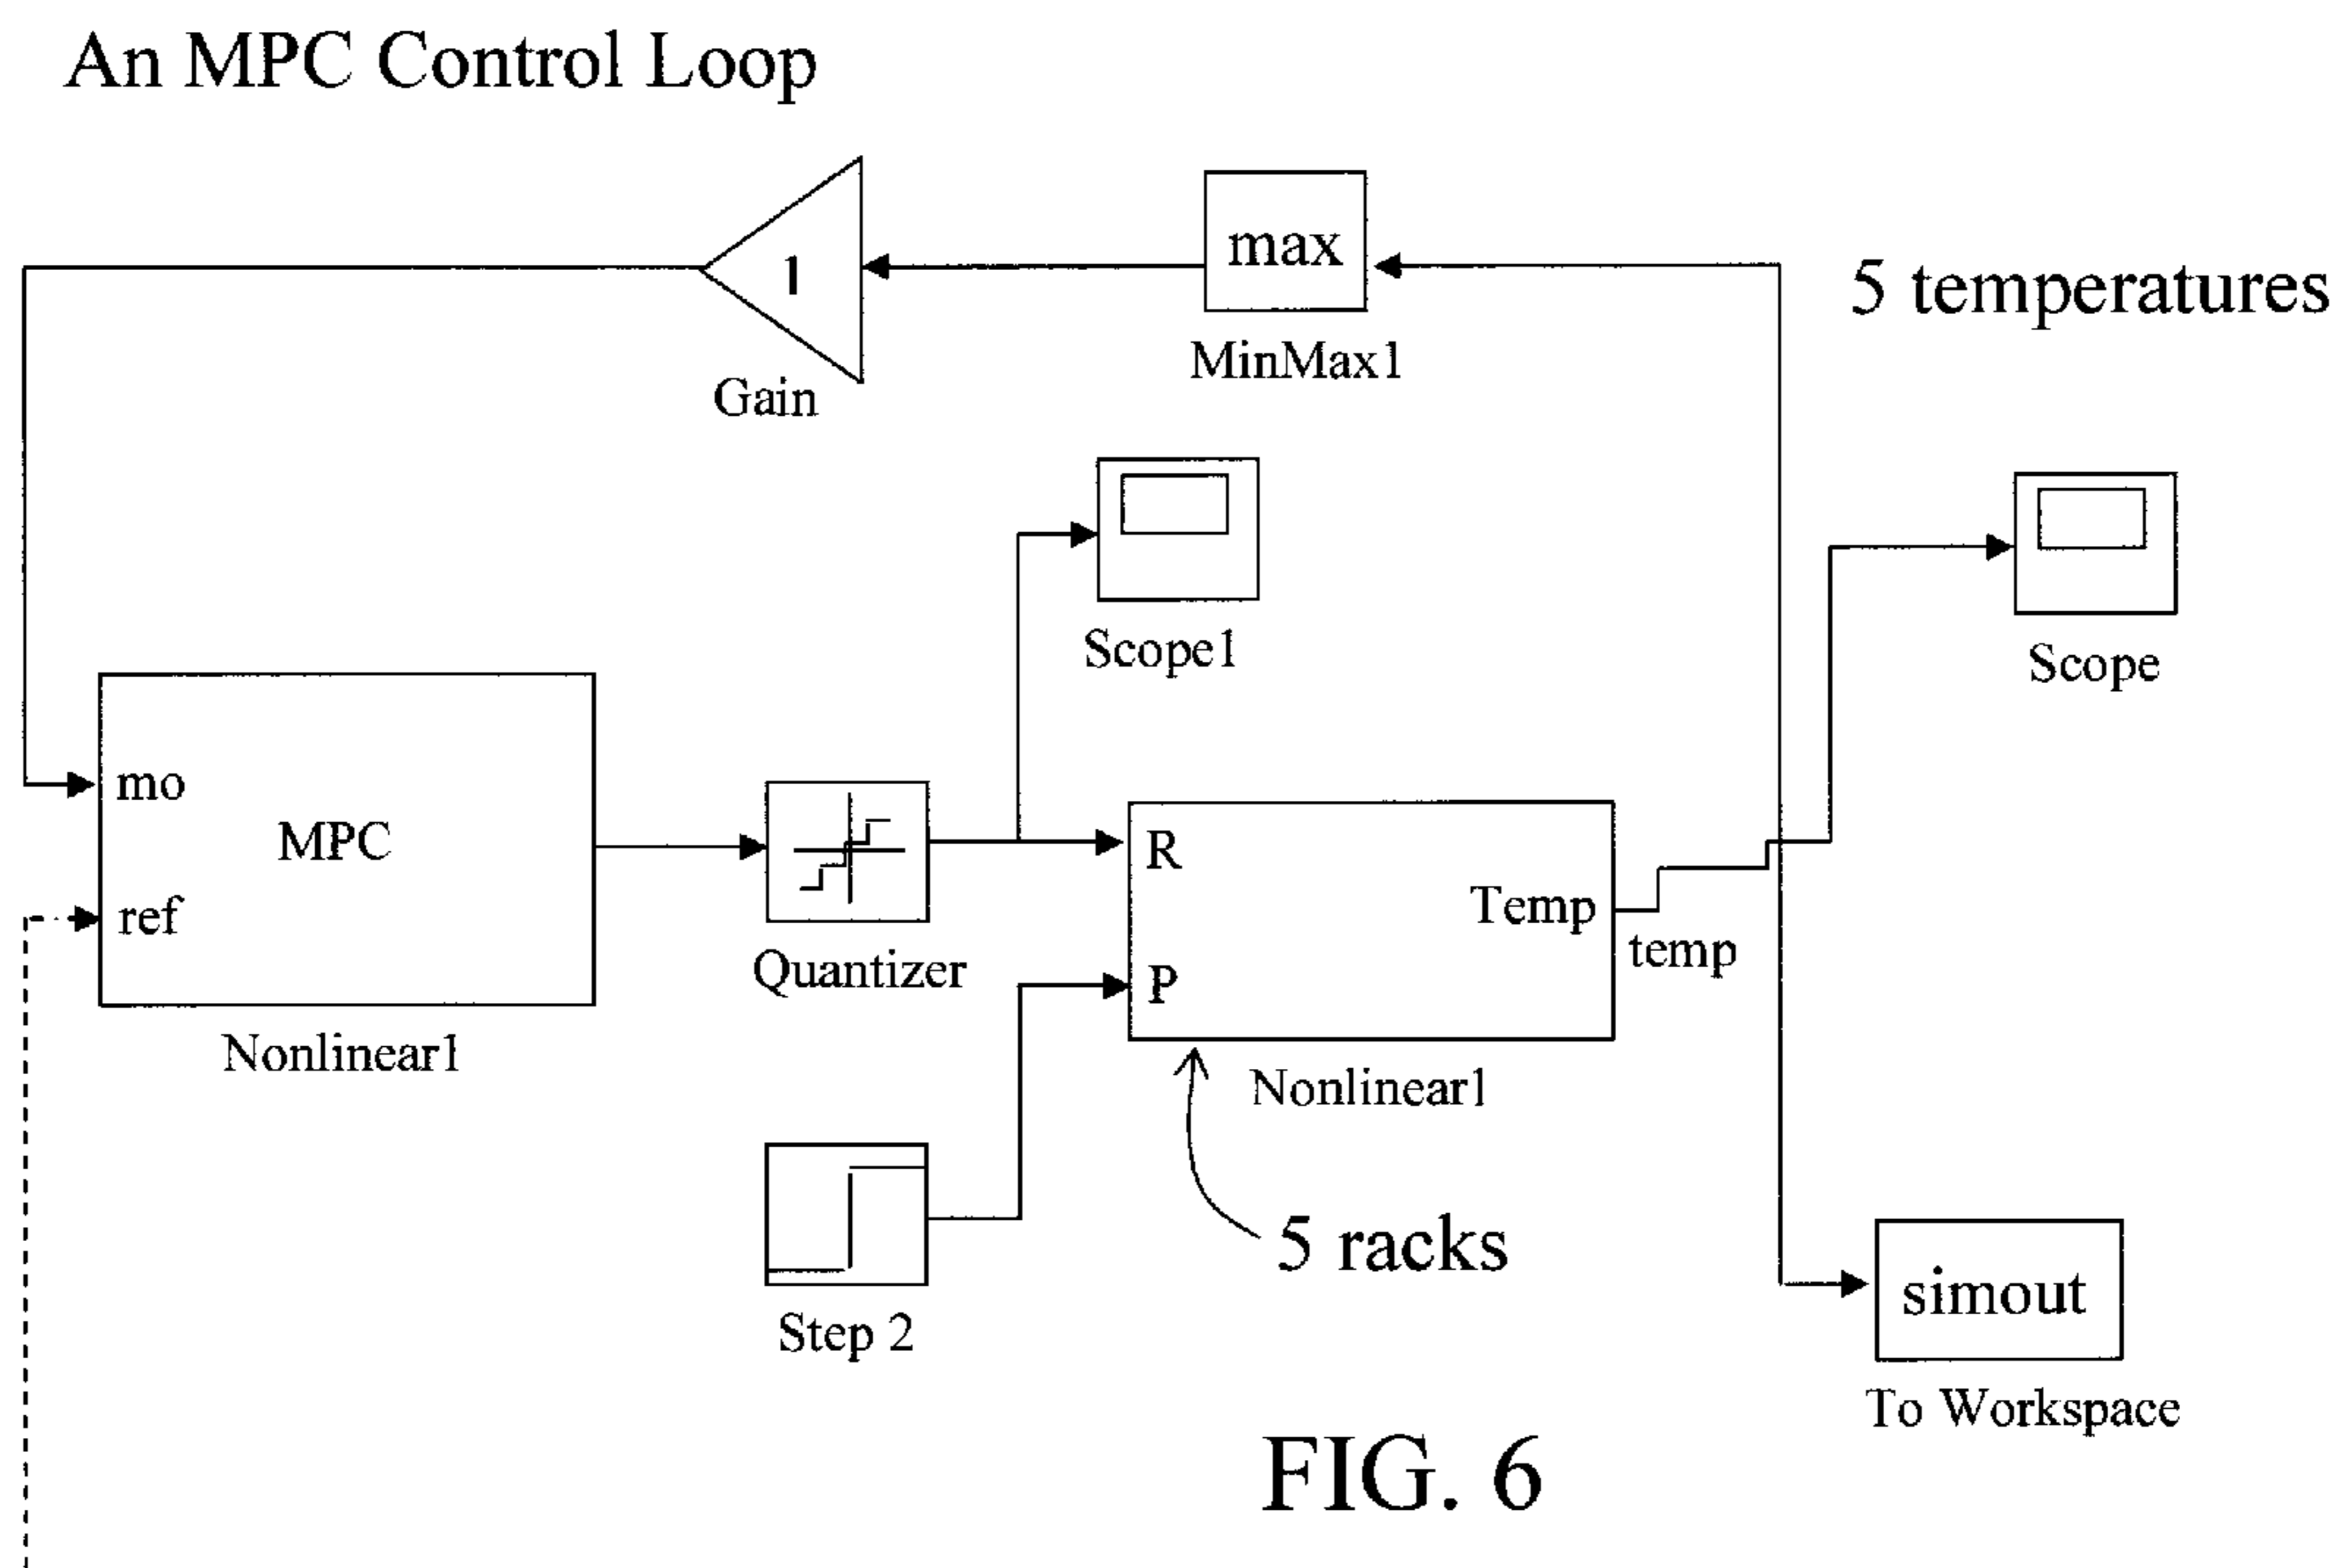 An MPC Control Loop
1
Gain
max
MinMax1
5 temperatures
Scope1
Scope
mo
MPC
ref
Nonlinear1
Quantizer
R
P
Temp
temp
Nonlinear1
5 racks
Step 2
simout
To Workspace
FIG. 6